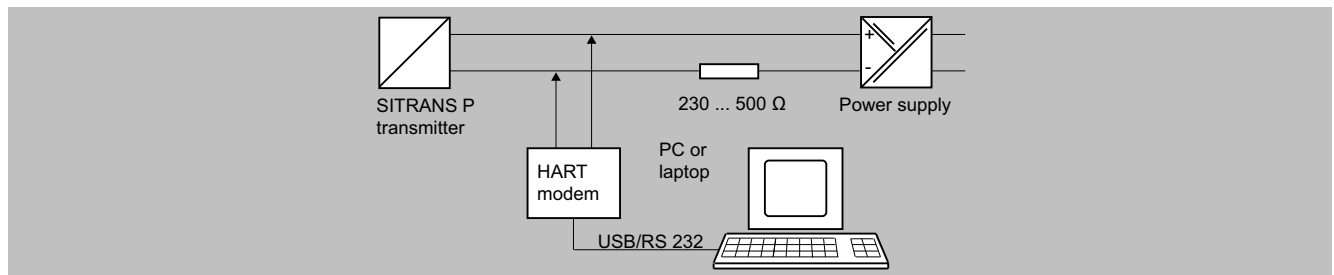 +
-
SITRANS P
transmitter
230 ... 500 Ω
Power supply
HART
modem
PC or
laptop
USB/RS 232